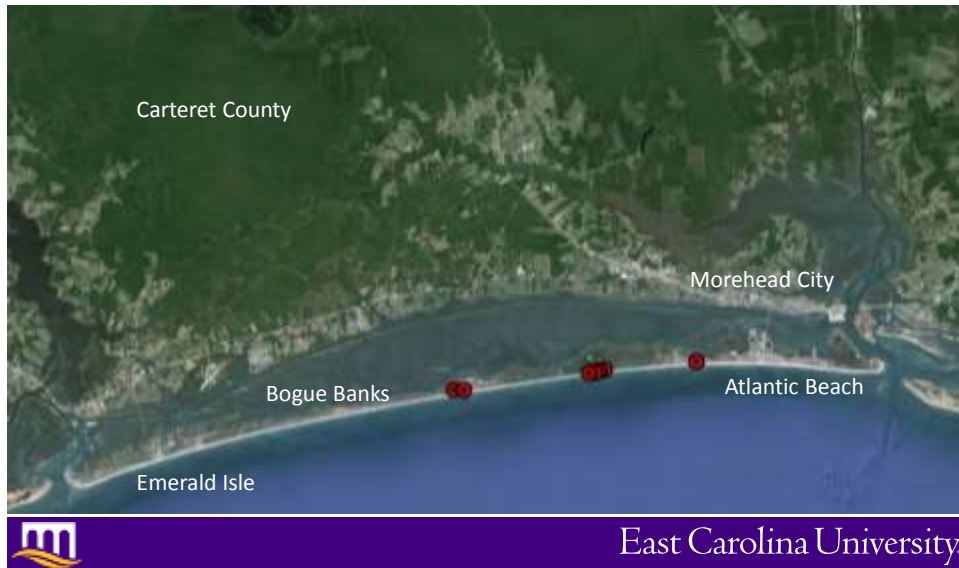 Carteret County
Morehead City
Bogue Banks
Atlantic Beach
Emerald Isle
East Carolina University.